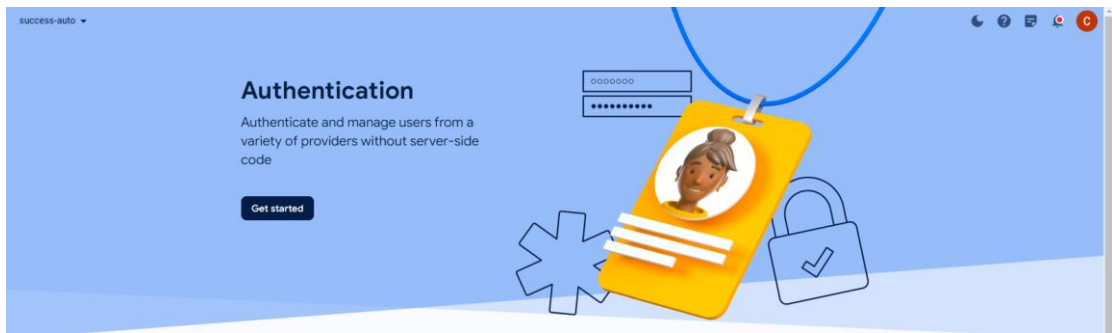 success-auto
C
Authentication
Authenticate and manage users from a
variety of providers without server-side
code
Get started